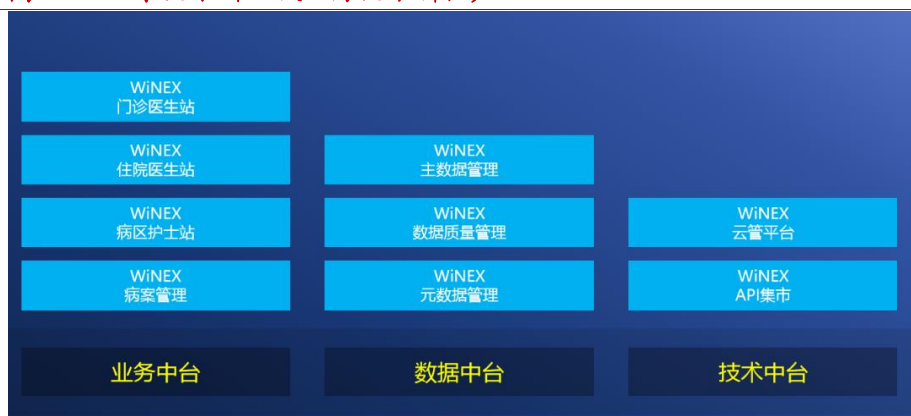 WiNEX
门诊医生站
WiNEX
住院医生站
WiNEX
主数据管理
WiNEX
病区护士站
WiNEX
数据质量管理
WiNEX
云管平台
WiNEX
病案管理
WiNEX
元数据管理
WiNEX
API集市
业务中台
数据中台
技术中台